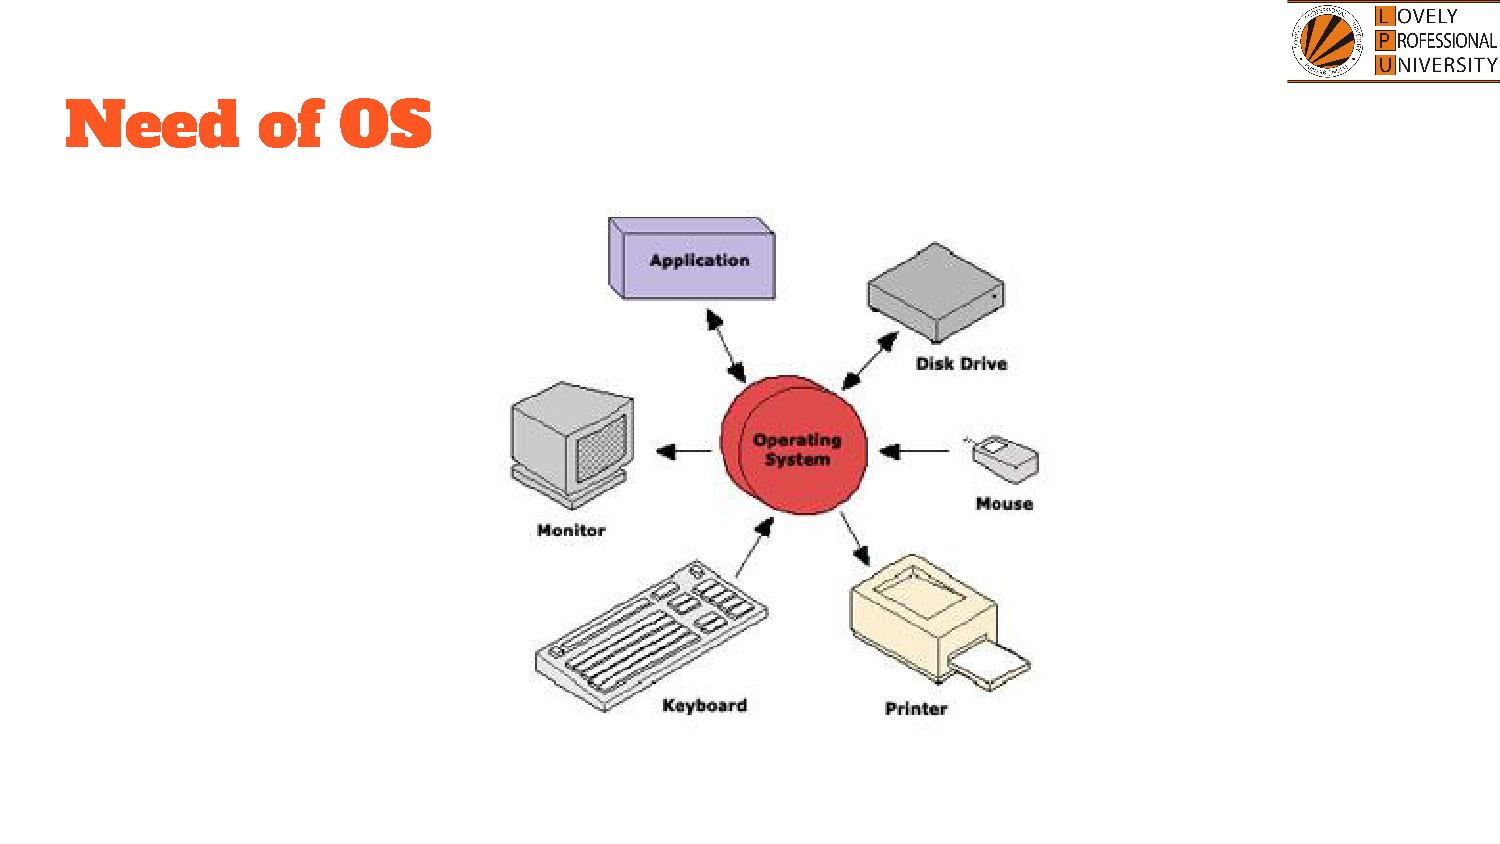 LOVELY
PROFESSIONAL
UNIVERSITY
Need of OS
Application
Disk Drive
Operating
System
Mouse
Monitor
Keyboard
Printer